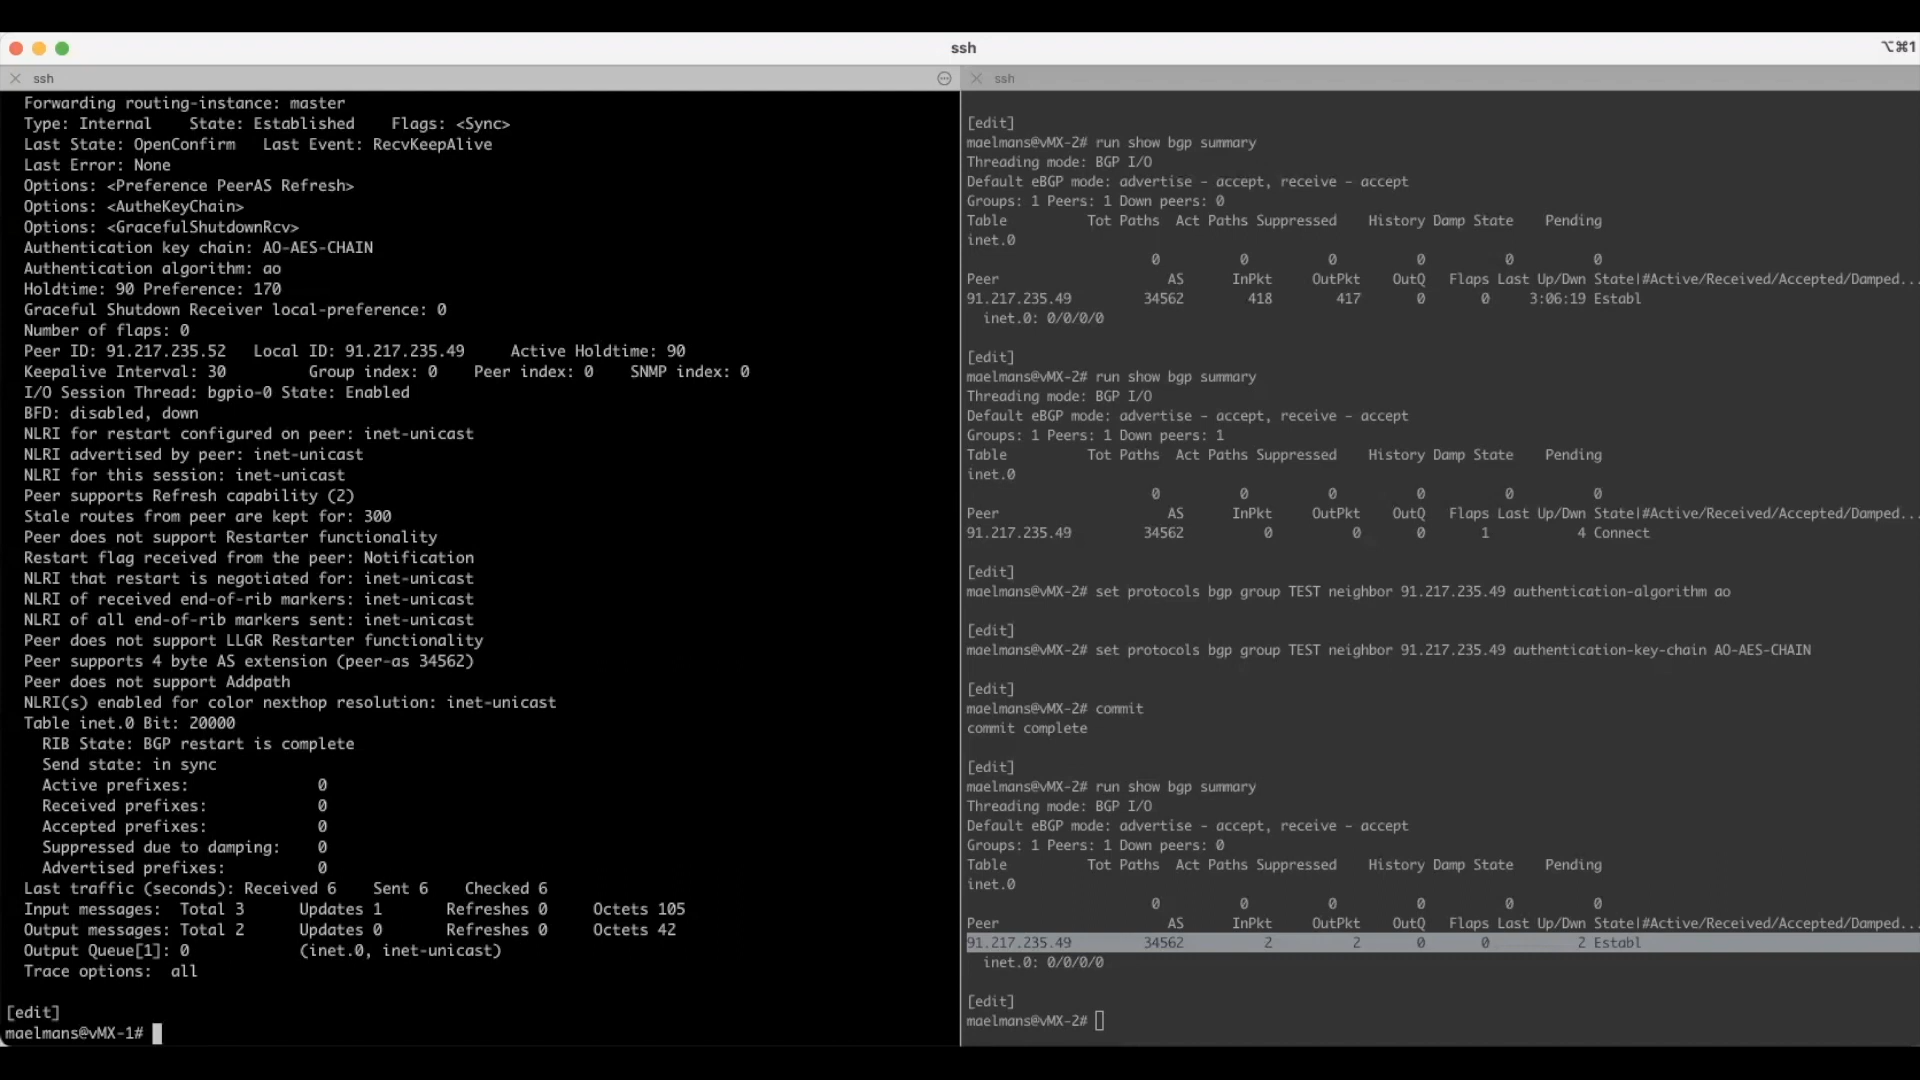 ssh
⌥⌘1
ssh
Forwarding routing-instance: master
Type: Internal    State: Established    Flags: <Sync>
Last State: OpenConfirm   Last Event: RecvKeepAlive
Last Error: None
Options: <Preference PeerAS Refresh>
Options: <AutheKeyChain>
Options: <GracefulShutdownRcv>
Authentication key chain: AO-AES-CHAIN
Authentication algorithm: ao
Holdtime: 90 Preference: 170
Graceful Shutdown Receiver local-preference: 0
Number of flaps: 0
Peer ID: 91.217.235.52   Local ID: 91.217.235.49     Active Holdtime: 90
Keepalive Interval: 30         Group index: 0    Peer index: 0    SNMP index: 0
I/O Session Thread: bgpio-0 State: Enabled
BFD: disabled, down
NLRI for restart configured on peer: inet-unicast
NLRI advertised by peer: inet-unicast
NLRI for this session: inet-unicast
Peer supports Refresh capability (2)
Stale routes from peer are kept for: 300
Peer does not support Restarter functionality
Restart flag received from the peer: Notification
NLRI that restart is negotiated for: inet-unicast
NLRI of received end-of-rib markers: inet-unicast
NLRI of all end-of-rib markers sent: inet-unicast
Peer does not support LLGR Restarter functionality
Peer supports 4 byte AS extension (peer-as 34562)
Peer does not support Addpath
NLRI(s) enabled for color nexthop resolution: inet-unicast
Table inet.0 Bit: 20000
RIB State: BGP restart is complete
Send state: in sync
Active prefixes:              0
Received prefixes:            0
Accepted prefixes:            0
Suppressed due to damping:    0
Advertised prefixes:          0
Last traffic (seconds): Received 6    Sent 6    Checked 6
Input messages:  Total 3      Updates 1       Refreshes 0     Octets 105
Output messages: Total 2      Updates 0       Refreshes 0     Octets 42
Output Queue[1]: 0            (inet.0, inet-unicast)
Trace options:  all
[edit]
maelmans@vMX-1#
ssh
[edit]
maelmans@vMX-2# run show bgp summary
Threading mode: BGP I/O
Default eBGP mode: advertise - accept, receive - accept
Groups: 1 Peers: 1 Down peers: 0
Table          Tot Paths  Act Paths Suppressed    History Damp State    Pending
inet.0
0          0          0          0          0          0
Peer                     AS      InPkt     OutPkt    OutQ   Flaps Last Up/Dwn State|#Active/Received/Accepted/Damped...
91.217.235.49         34562        418        417       0       0     3:06:19 Establ
inet.0: 0/0/0/0
[edit]
maelmans@vMX-2# run show bgp summary
Threading mode: BGP I/O
Default eBGP mode: advertise - accept, receive - accept
Groups: 1 Peers: 1 Down peers: 1
Table          Tot Paths  Act Paths Suppressed    History Damp State    Pending
inet.0
0          0          0          0          0          0
Peer                     AS      InPkt     OutPkt    OutQ   Flaps Last Up/Dwn State|#Active/Received/Accepted/Damped...
91.217.235.49         34562          0          0       0       1           4 Connect
[edit]
maelmans@vMX-2# set protocols bgp group TEST neighbor 91.217.235.49 authentication-algorithm ao
[edit]
maelmans@vMX-2# set protocols bgp group TEST neighbor 91.217.235.49 authentication-key-chain AO-AES-CHAIN
[edit]
maelmans@vMX-2# commit
commit complete
[edit]
maelmans@vMX-2# run show bgp summary
Threading mode: BGP I/O
Default eBGP mode: advertise - accept, receive - accept
Groups: 1 Peers: 1 Down peers: 0
Table          Tot Paths  Act Paths Suppressed    History Damp State    Pending
inet.0
0          0          0          0          0          0
Peer                     AS      InPkt     OutPkt    OutQ   Flaps Last Up/Dwn State|#Active/Received/Accepted/Damped...
91.217.235.49         34562          2          2       0       0           2 Establ
inet.0: 0/0/0/0
[edit]
maelmans@vMX-2#